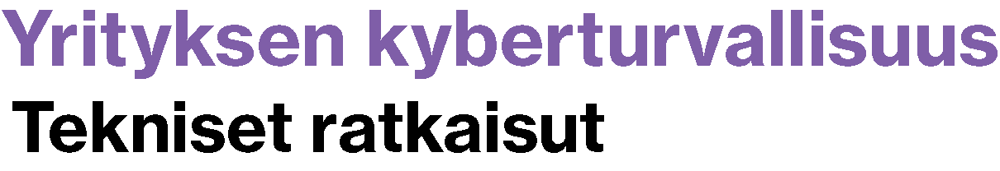 Yrityksen kyberturvallisuus
Tekniset ratkaisut